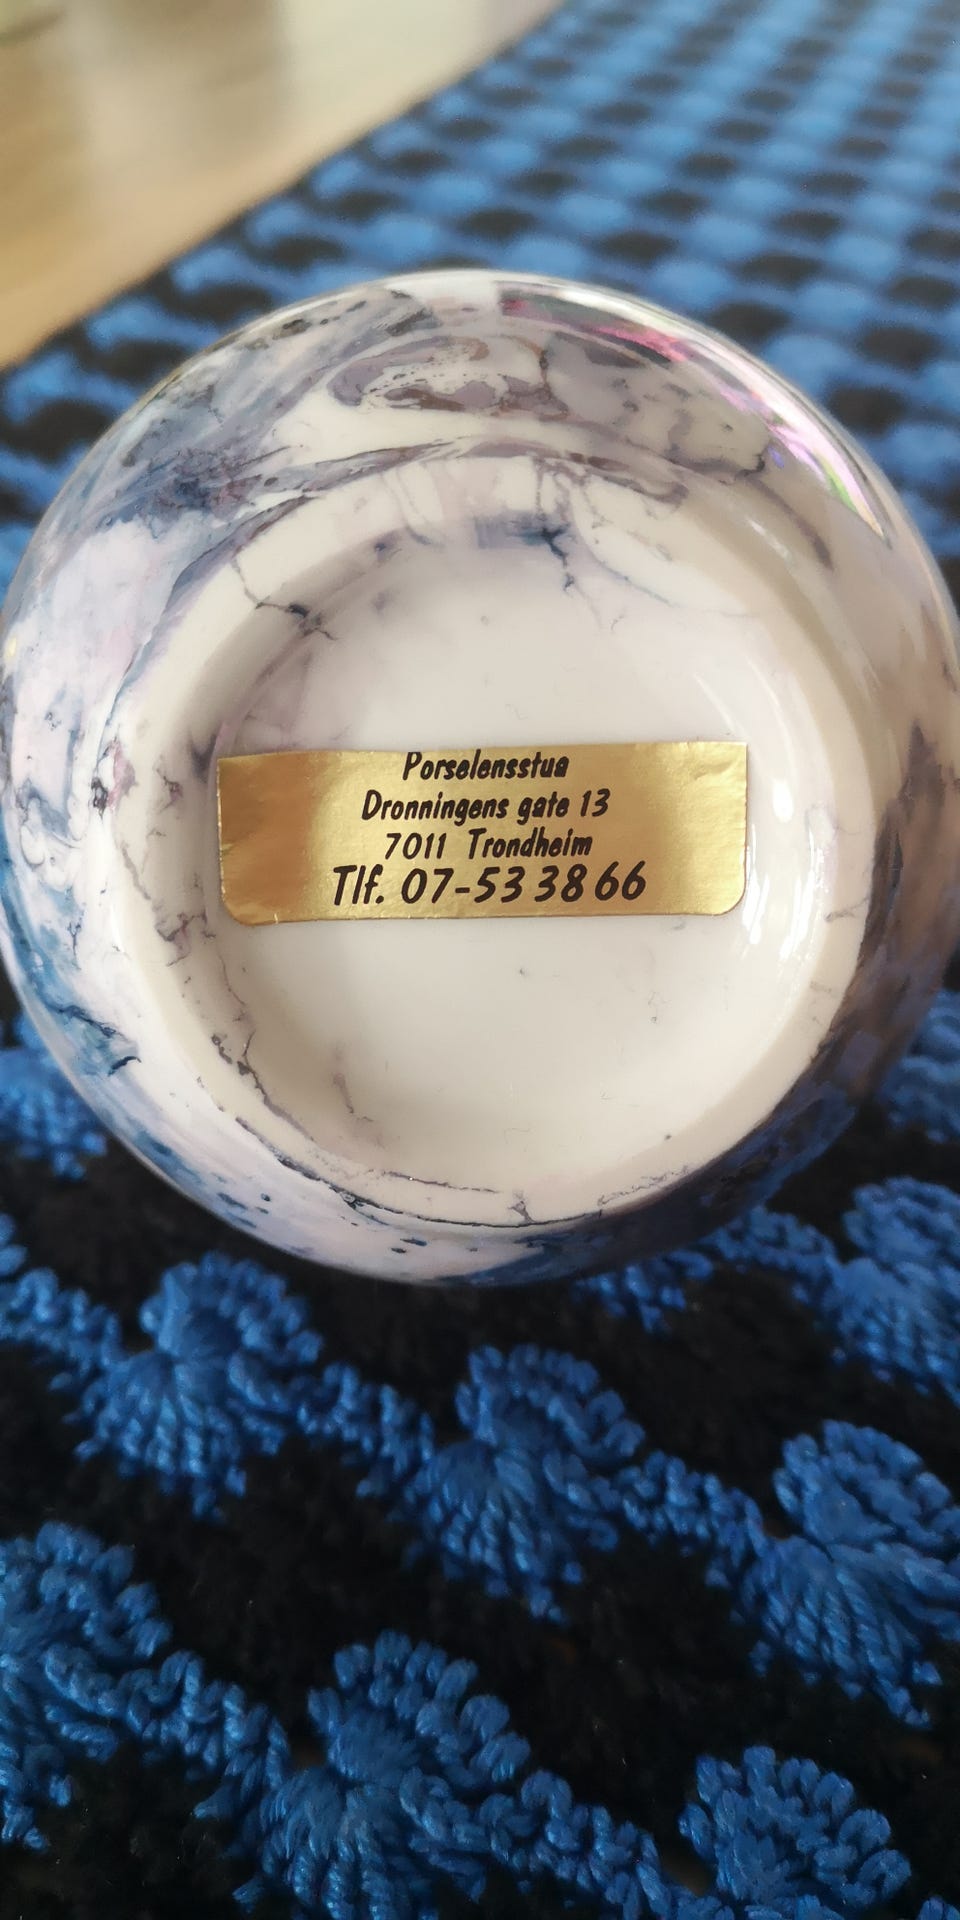 Porselensstua
Dronningens gate 13
7011 Trondheim
Tlf. 07-53 38 66